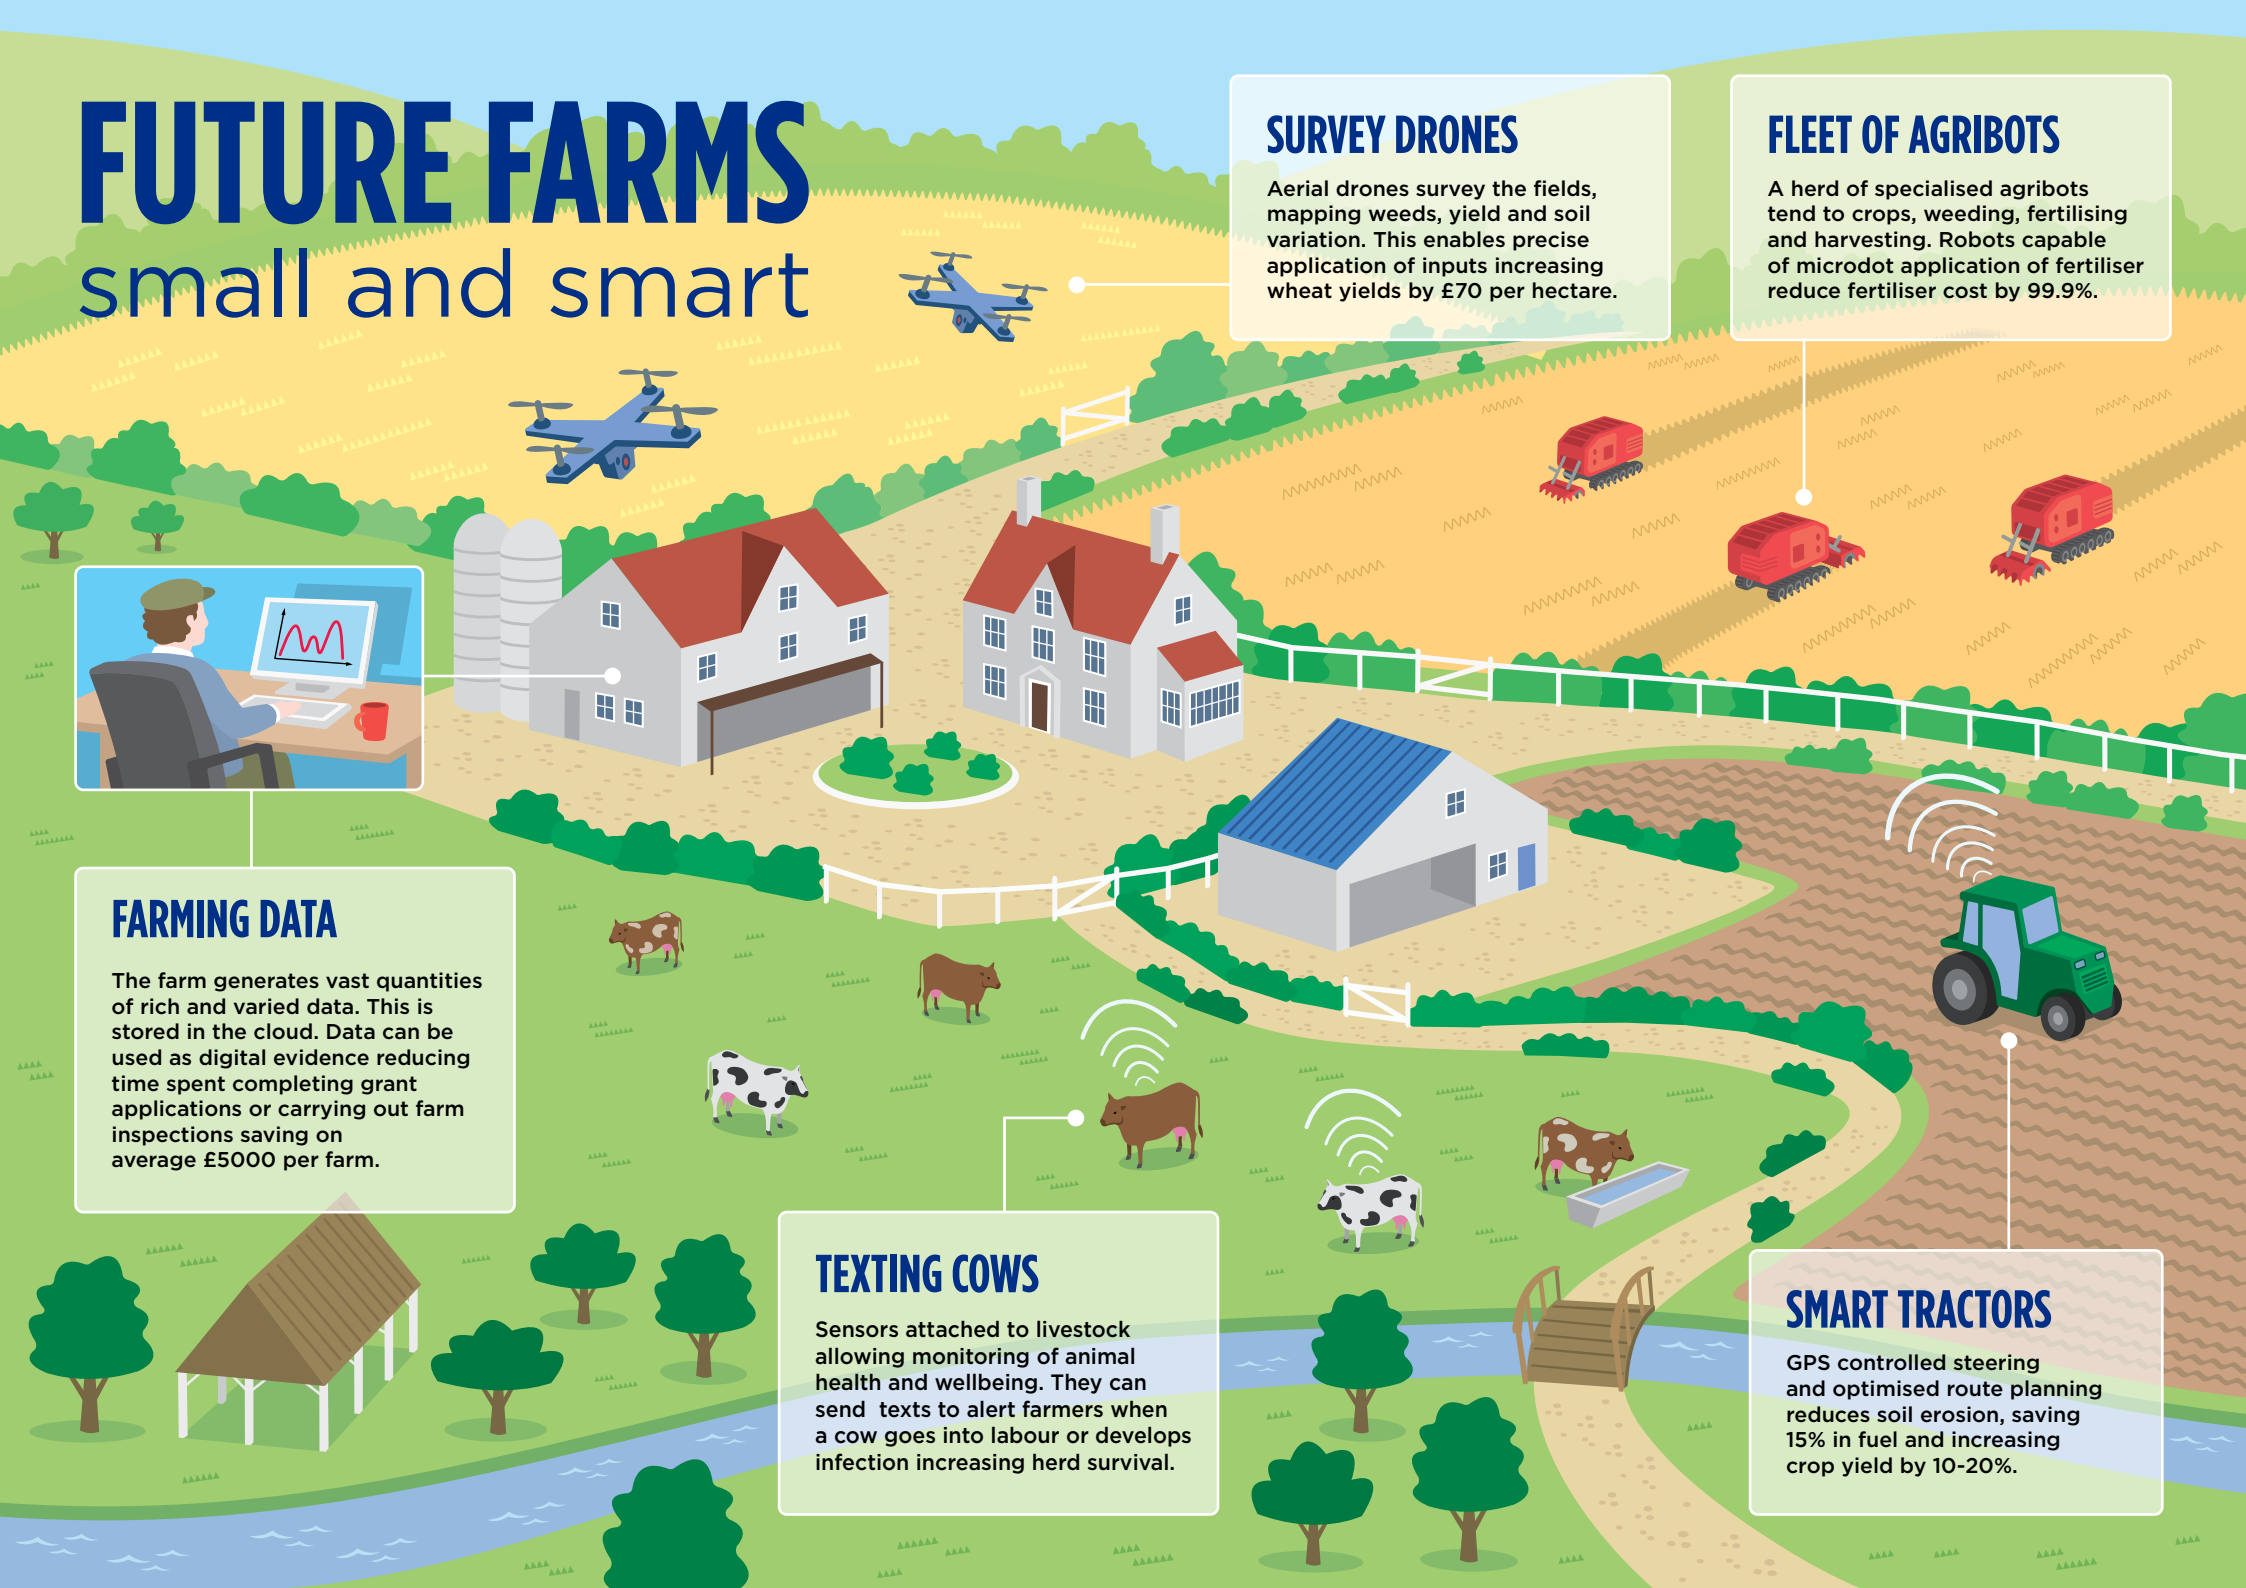 FUTURE FARMS
small and smart
SURVEY DRONES
Aerial drones survey the fields,
mapping weeds, yield and soil
variation. This enables precise
application of inputs increasing
wheat yields by £70 per hectare.
FLEET OF AGRIBOTS
A herd of specialised agribots
tend to crops, weeding, fertilising
and harvesting. Robots capable
of microdot application of fertiliser
reduce fertiliser cost by 99.9%.
FARMING DATA
The farm generates vast quantities
of rich and varied data. This is
stored in the cloud. Data can be
used as digital evidence reducing
time spent completing grant
applications or carrying out farm
inspections saving on
average £5000 per farm.
TEXTING COWS
Sensors attached to livestock
allowing monitoring of animal
health and wellbeing. They can
send texts to alert farmers when
a cow goes into labour or develops
infection increasing herd survival.
SMART TRACTORS
GPS controlled steering
and optimised route planning
reduces soil erosion, saving
15% in fuel and increasing
crop yield by 10-20%.